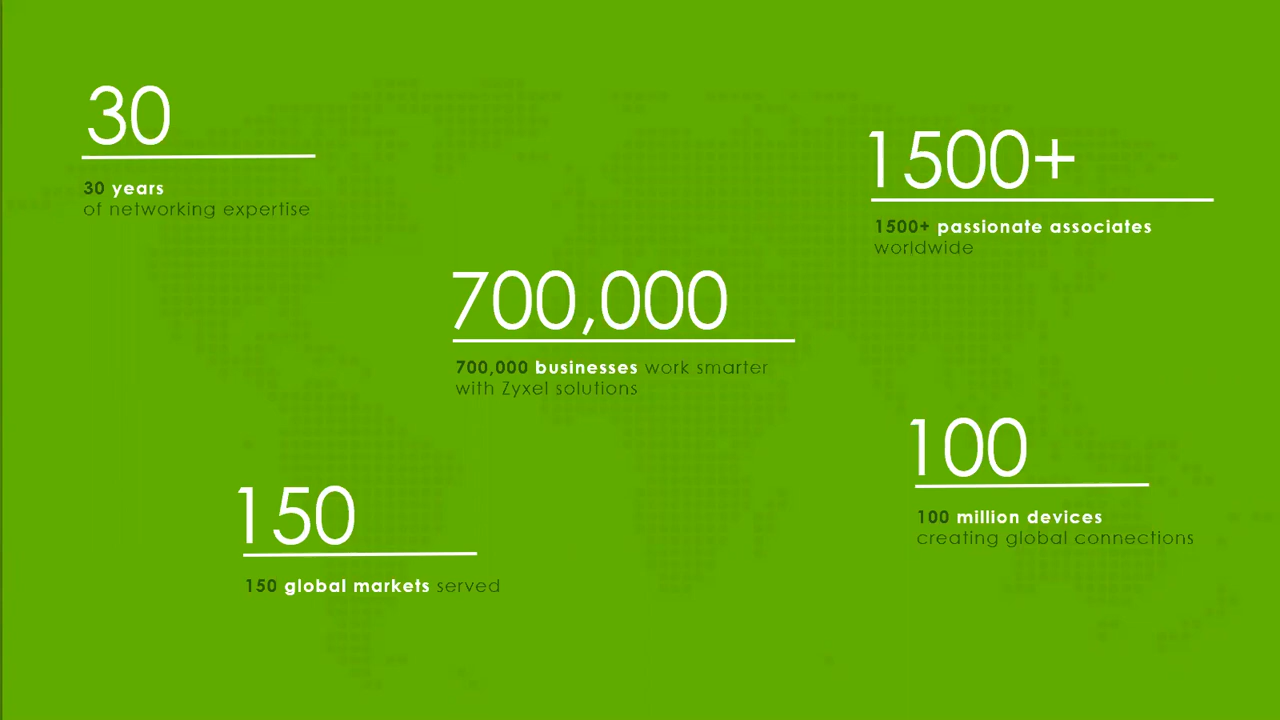 30
30 years
of networking expertise
1500+
1500+ passionate associates
worldwide
700,000
700,000 businesses work smarter
with Zyxel solutions
100
100 million devices
creating global connections
150
150 global markets served